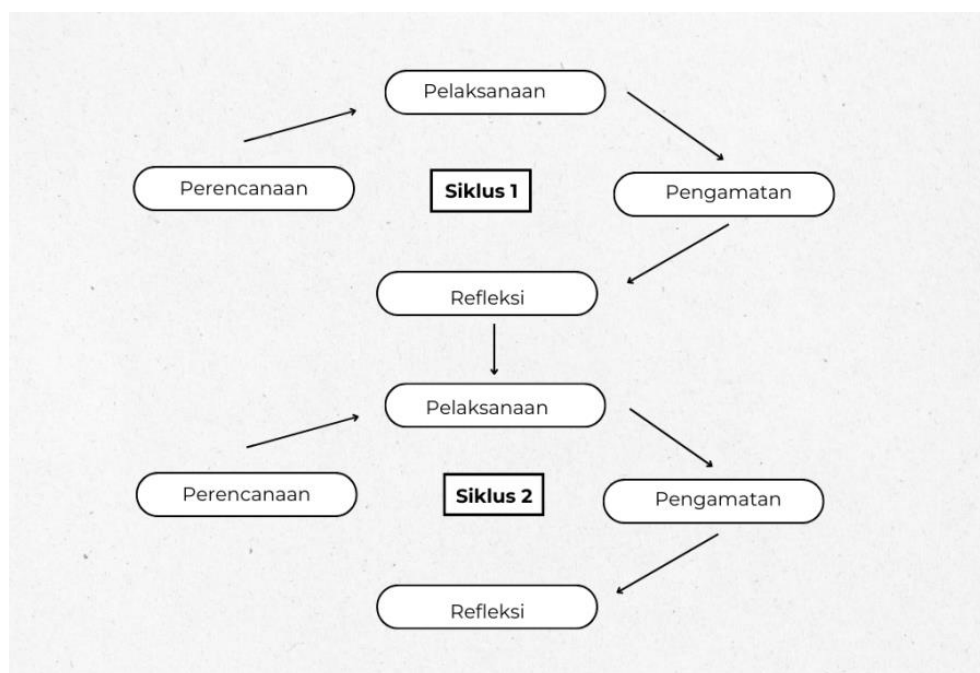 Pelaksanaan
Perencanaan
Siklus 1
Pengamatan
Refleksi
Pelaksanaan
Perencanaan
Siklus 2
Pengamatan
Refleksi